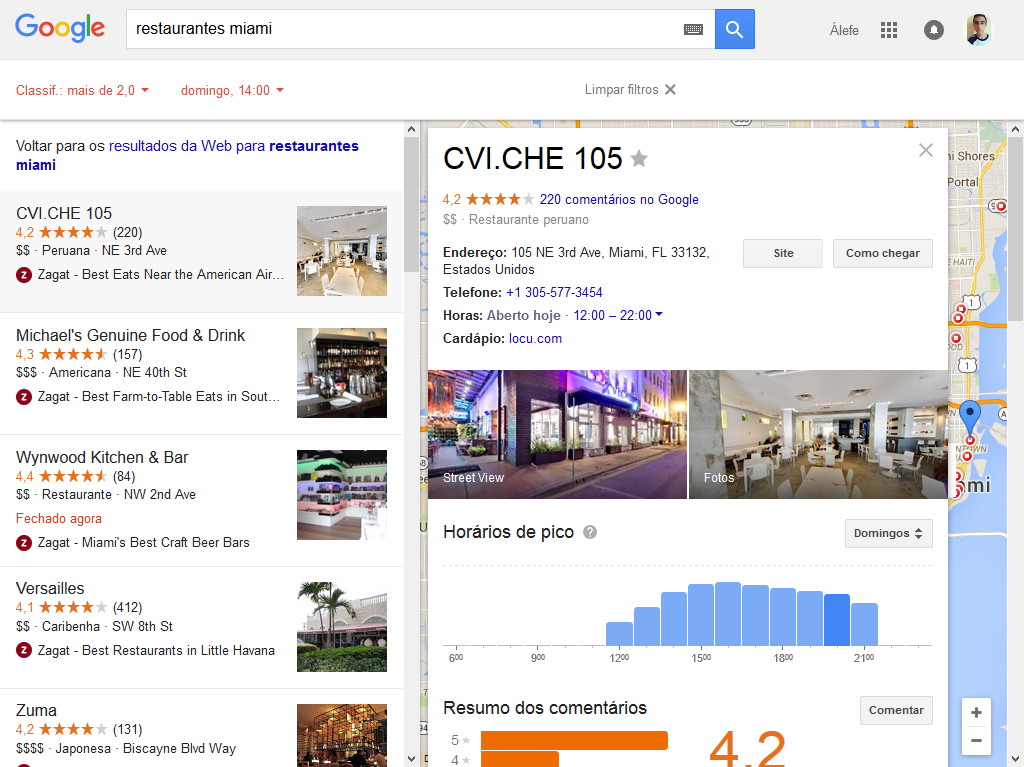 Google
restaurantes miami
Álefe
Classif.: mais de 2,0
domingo, 14:00
Limpar filtros
Voltar para os resultados da Web para restaurantes
miami
CVI.CHE 105
4,2 (220)
$$ · Peruana · NE 3rd Ave
Zagat - Best Eats Near the American Air...
Michael's Genuine Food & Drink
4,3 (157)
$$$ · Americana · NE 40th St
Zagat - Best Farm-to-Table Eats in Sout...
Wynwood Kitchen & Bar
4,4 (84)
$$ · Restaurante · NW 2nd Ave
Fechado agora
Zagat - Miami's Best Craft Beer Bars
Versailles
4,1 (412)
$$ · Caribenha · SW 8th St
Zagat - Best Restaurants in Little Havana
Zuma
4,2 (131)
$$$$ · Japonesa · Biscayne Blvd Way
CVI.CHE 105
4,2 220 comentários no Google
$$ · Restaurante peruano
Endereço: 105 NE 3rd Ave, Miami, FL 33132,
Estados Unidos
Site
Como chegar
Telefone: +1 305-577-3454
Horas: Aberto hoje · 12:00 – 22:00
Cardápio: locu.com
Street View
Fotos
Horários de pico ?
Domingos
6:00 9:00 12:00 15:00 18:00 21:00
Resumo dos comentários
Comentar
5
4
4,2
ni Shores
Portal
E HAITI
1
1
A
NTOWN
mi
+
−